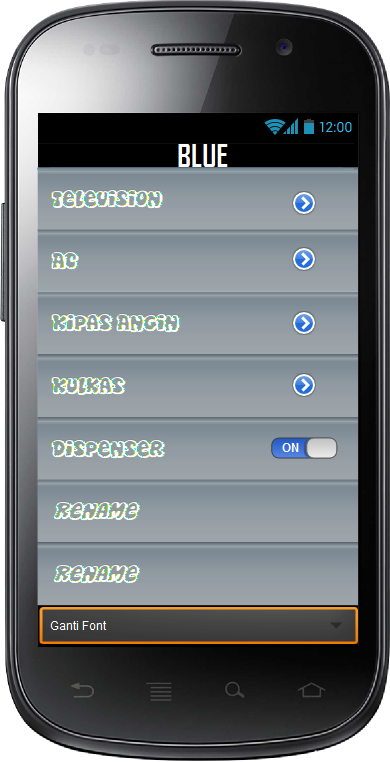 12:00
BLUE
Television
AC
Kipas Angin
Kulkas
Dispenser
ON
Rename
Rename
Ganti Font